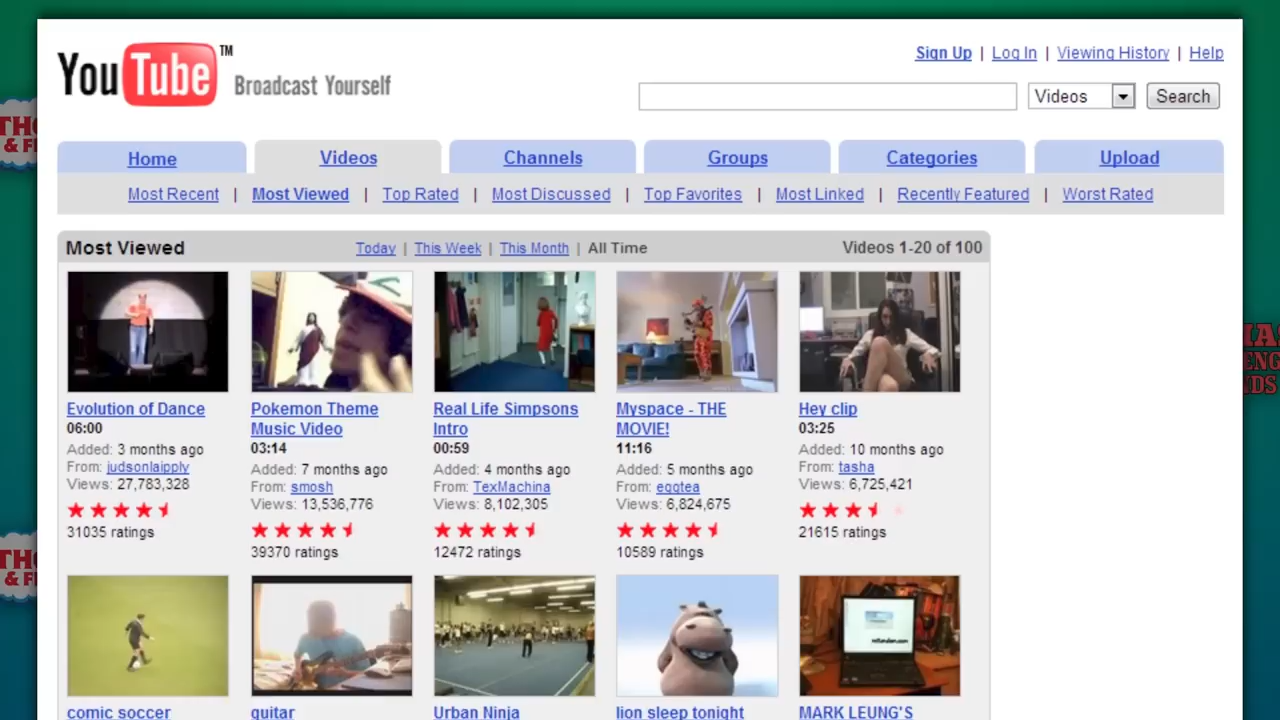 YouTube™
Broadcast Yourself
Sign Up | Log In | Viewing History | Help
Videos Search
Home Videos Channels Groups Categories Upload
Most Recent | Most Viewed | Top Rated | Most Discussed | Top Favorites | Most Linked | Recently Featured | Worst Rated
Most Viewed Today | This Week | This Month | All Time Videos 1-20 of 100
Evolution of Dance
06:00
Added: 3 months ago
From: judsonlaipply
Views: 27,783,328
31035 ratings
Pokemon Theme
Music Video
03:14
Added: 7 months ago
From: smosh
Views: 13,536,776
39370 ratings
Real Life Simpsons
Intro
00:59
Added: 4 months ago
From: TexMachina
Views: 8,102,305
12472 ratings
Myspace - THE
MOVIE!
11:16
Added: 5 months ago
From: eggtea
Views: 6,824,675
10589 ratings
Hey clip
03:25
Added: 10 months ago
From: tasha
Views: 6,725,421
21615 ratings
comic soccer
guitar
Urban Ninja
lion sleep tonight
MARK LEUNG'S